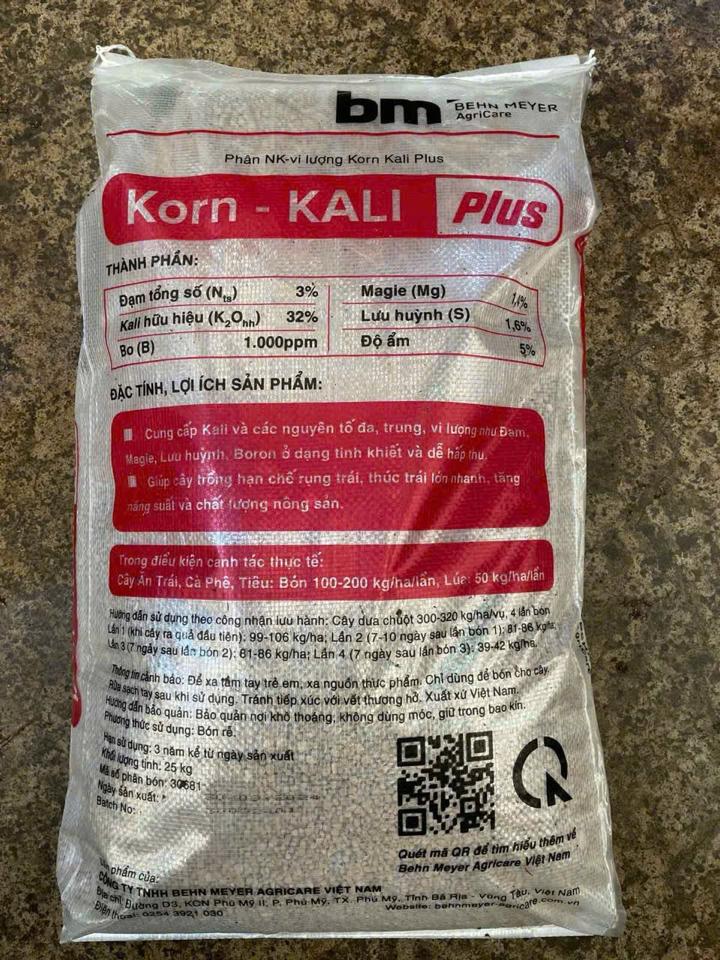 bm BEHN MEYER
AgriCare
Phân NK-vi lượng Korn Kali Plus
Korn - KALI Plus
THÀNH PHẦN:
Đạm tổng số (Nts) 3%
Kali hữu hiệu (K2Ohh) 32%
Bo (B) 1.000ppm
Magie (Mg) 1,4%
Lưu huỳnh (S) 1,6%
Độ ẩm 5%
ĐẶC TÍNH, LỢI ÍCH SẢN PHẨM:
Cung cấp Kali và các nguyên tố đa, trung, vi lượng như Đạm,
Magie, Lưu huỳnh, Boron ở dạng tinh khiết và dễ hấp thu.
Giúp cây trồng hạn chế rụng trái, thúc trái lớn nhanh, tăng
năng suất và chất lượng nông sản.
Trong điều kiện canh tác thực tế:
Cây Ăn Trái, Cà Phê, Tiêu: Bón 100-200 kg/ha/lần, Lúa: 50 kg/ha/lần
Hướng dẫn sử dụng theo công nhận lưu hành: Cây dưa chuột 300-320 kg/ha/vụ, 4 lần bón
Lần 1 (khi cây ra quả đầu tiên): 99-106 kg/ha; Lần 2 (7-10 ngày sau lần bón 1): 81-86 kg/ha;
Lần 3 (7 ngày sau lần bón 2): 81-86 kg/ha; Lần 4 (7 ngày sau lần bón 3): 39-42 kg/ha.
Thông tin cảnh báo: Để xa tầm tay trẻ em, xa nguồn thực phẩm. Chỉ dùng để bón cho cây.
Rửa sạch tay sau khi sử dụng. Tránh tiếp xúc với vết thương hở. Xuất xứ Việt Nam.
Hướng dẫn bảo quản: Bảo quản nơi khô thoáng, không dùng móc, giữ trong bao kín.
Phương thức sử dụng: Bón rễ.
Hạn sử dụng: 3 năm kể từ ngày sản xuất
Khối lượng tịnh: 25 kg
Mã số phân bón: 30681
Ngày sản xuất:
Batch No:
Quét mã QR để tìm hiểu thêm về
Behn Meyer Agricare Việt Nam
phẩm của:
CÔNG TY TNHH BEHN MEYER AGRICARE VIỆT NAM
Địa chỉ: Đường D3, KCN Phú Mỹ II, P. Phú Mỹ, TX. Phú Mỹ, Tỉnh Bà Rịa - Vũng Tàu, Việt Nam
Điện thoại: 0254 3921 030 Website: behnmeyer-agricare.com.vn